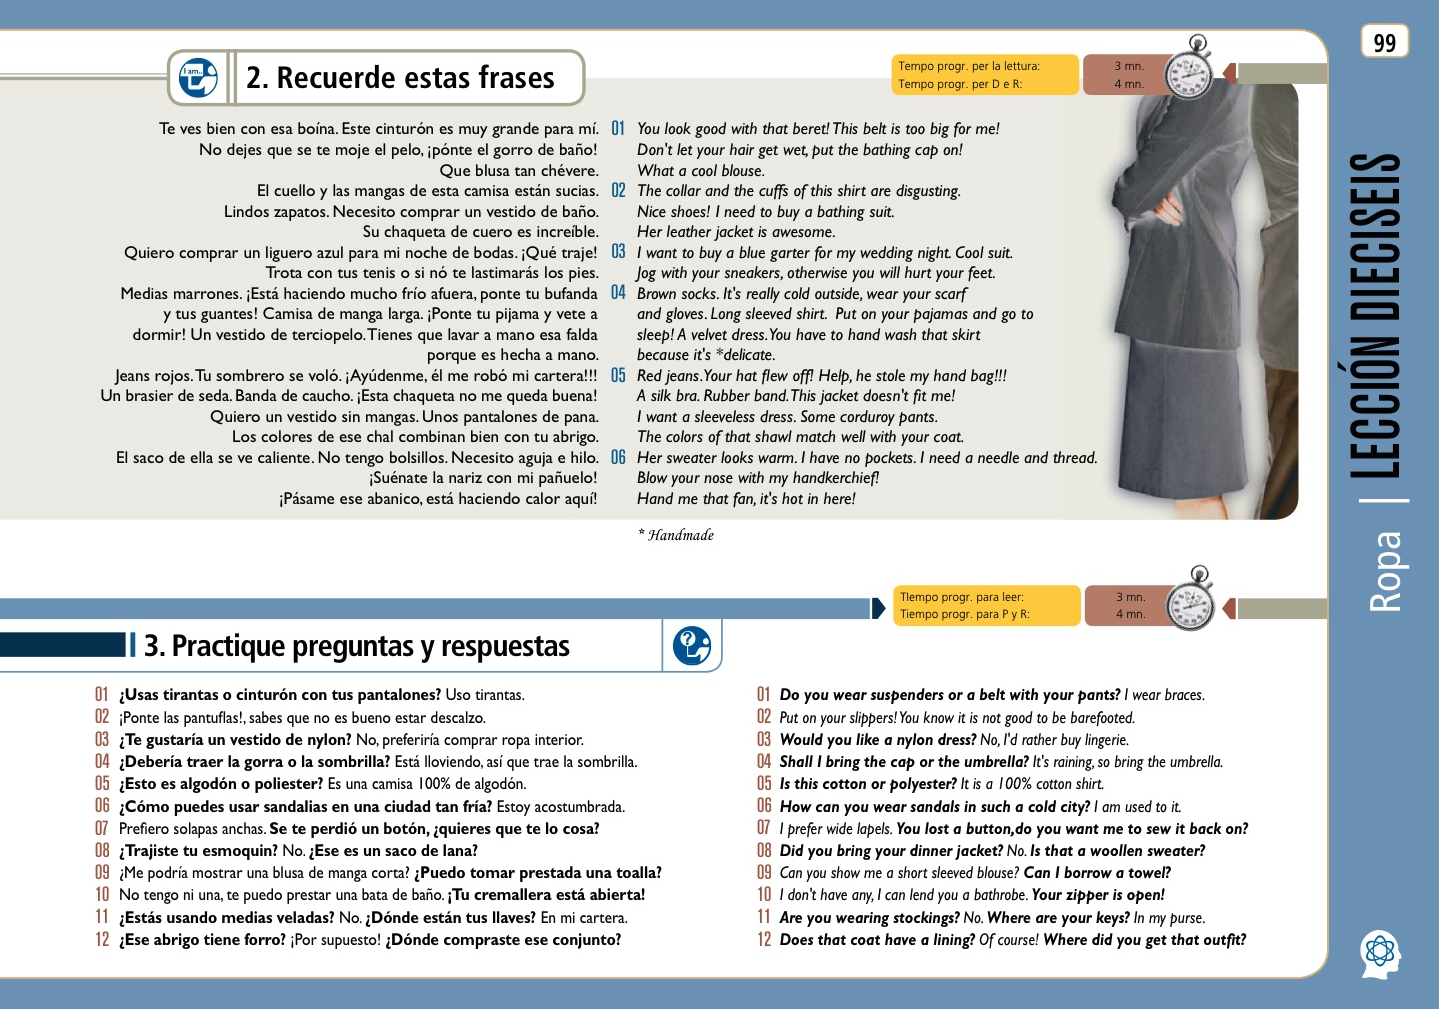 99
I am..
2. Recuerde estas frases
Tempo progr. per la lettura: 3 mn.
Tempo progr. per D e R: 4 mn.
Te ves bien con esa boína. Este cinturón es muy grande para mí. 01 You look good with that beret! This belt is too big for me!
No dejes que se te moje el pelo, ¡pónte el gorro de baño! Don't let your hair get wet, put the bathing cap on!
Que blusa tan chévere. What a cool blouse.
El cuello y las mangas de esta camisa están sucias. 02 The collar and the cuffs of this shirt are disgusting.
Lindos zapatos. Necesito comprar un vestido de baño. Nice shoes! I need to buy a bathing suit.
Su chaqueta de cuero es increíble. Her leather jacket is awesome.
Quiero comprar un liguero azul para mi noche de bodas. ¡Qué traje! 03 I want to buy a blue garter for my wedding night. Cool suit.
Trota con tus tenis o si nó te lastimarás los pies. Jog with your sneakers, otherwise you will hurt your feet.
Medias marrones. ¡Está haciendo mucho frío afuera, ponte tu bufanda 04 Brown socks. It's really cold outside, wear your scarf
y tus guantes! Camisa de manga larga. ¡Ponte tu pijama y vete a and gloves. Long sleeved shirt. Put on your pajamas and go to
dormir! Un vestido de terciopelo. Tienes que lavar a mano esa falda sleep! A velvet dress. You have to hand wash that skirt
porque es hecha a mano. because it's *delicate.
Jeans rojos. Tu sombrero se voló. ¡Ayúdenme, él me robó mi cartera!!! 05 Red jeans. Your hat flew off! Help, he stole my hand bag!!!
Un brasier de seda. Banda de caucho. ¡Esta chaqueta no me queda buena! A silk bra. Rubber band. This jacket doesn't fit me!
Quiero un vestido sin mangas. Unos pantalones de pana. I want a sleeveless dress. Some corduroy pants.
Los colores de ese chal combinan bien con tu abrigo. The colors of that shawl match well with your coat.
El saco de ella se ve caliente. No tengo bolsillos. Necesito aguja e hilo. 06 Her sweater looks warm. I have no pockets. I need a needle and thread.
¡Suénate la nariz con mi pañuelo! Blow your nose with my handkerchief!
¡Pásame ese abanico, está haciendo calor aquí! Hand me that fan, it's hot in here!
* Handmade
LECCIÓN DIECISEIS | Ropa
TIempo progr. para leer: 3 mn.
Tiempo progr. para P y R: 4 mn.
3. Practique preguntas y respuestas
?
01 ¿Usas tirantas o cinturón con tus pantalones? Uso tirantas.
02 ¡Ponte las pantuflas!, sabes que no es bueno estar descalzo.
03 ¿Te gustaría un vestido de nylon? No, preferiría comprar ropa interior.
04 ¿Debería traer la gorra o la sombrilla? Está lloviendo, así que trae la sombrilla.
05 ¿Esto es algodón o poliester? Es una camisa 100% de algodón.
06 ¿Cómo puedes usar sandalias en una ciudad tan fría? Estoy acostumbrada.
07 Prefiero solapas anchas. Se te perdió un botón, ¿quieres que te lo cosa?
08 ¿Trajiste tu esmoquin? No. ¿Ese es un saco de lana?
09 ¿Me podría mostrar una blusa de manga corta? ¿Puedo tomar prestada una toalla?
10 No tengo ni una, te puedo prestar una bata de baño. ¡Tu cremallera está abierta!
11 ¿Estás usando medias veladas? No. ¿Dónde están tus llaves? En mi cartera.
12 ¿Ese abrigo tiene forro? ¡Por supuesto! ¿Dónde compraste ese conjunto?
01 Do you wear suspenders or a belt with your pants? I wear braces.
02 Put on your slippers! You know it is not good to be barefooted.
03 Would you like a nylon dress? No, I'd rather buy lingerie.
04 Shall I bring the cap or the umbrella? It's raining, so bring the umbrella.
05 Is this cotton or polyester? It is a 100% cotton shirt.
06 How can you wear sandals in such a cold city? I am used to it.
07 I prefer wide lapels. You lost a button,do you want me to sew it back on?
08 Did you bring your dinner jacket? No. Is that a woollen sweater?
09 Can you show me a short sleeved blouse? Can I borrow a towel?
10 I don't have any, I can lend you a bathrobe. Your zipper is open!
11 Are you wearing stockings? No. Where are your keys? In my purse.
12 Does that coat have a lining? Of course! Where did you get that outfit?